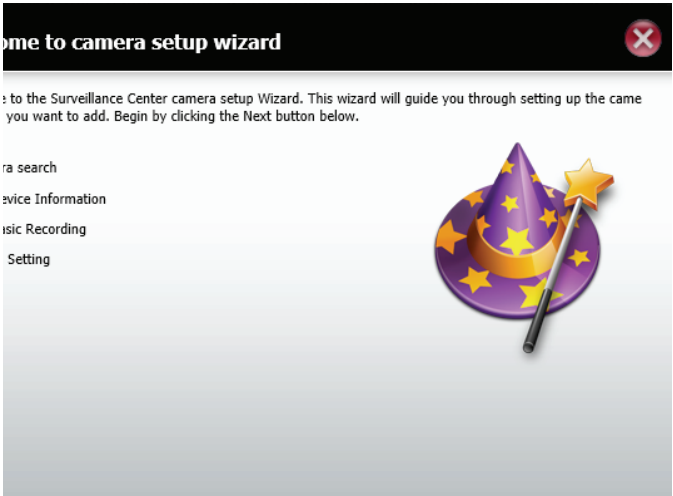 ome to camera setup wizard
e to the Surveillance Center camera setup Wizard. This wizard will guide you through setting up the came
you want to add. Begin by clicking the Next button below.
ra search
evice Information
asic Recording
Setting